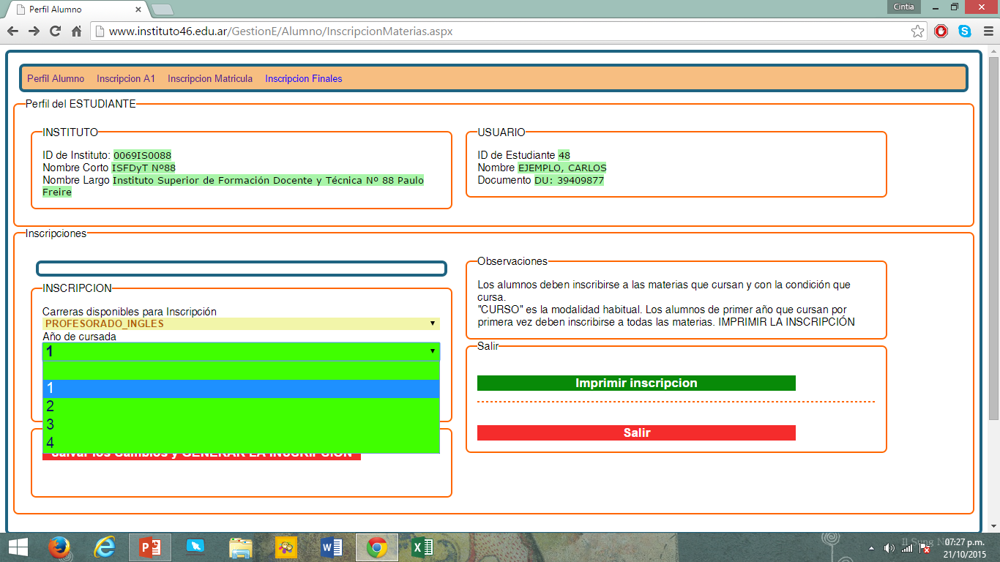 Perfil Alumno
Cintia
www.instituto46.edu.ar/GestionE/Alumno/InscripcionMaterias.aspx
Perfil Alumno Inscripcion A1 Inscripcion Matricula Inscripcion Finales
Perfil del ESTUDIANTE
INSTITUTO
ID de Instituto: 0069IS0088
Nombre Corto ISFDyT Nº88
Nombre Largo Instituto Superior de Formación Docente y Técnica Nº 88 Paulo
Freire
USUARIO
ID de Estudiante 48
Nombre EJEMPLO, CARLOS
Documento DU: 39409877
Inscripciones
INSCRIPCION
Carreras disponibles para Inscripción
PROFESORADO_INGLES
Año de cursada
1
1
2
3
4
Salvar los Cambios y GENERAR LA INSCRIPCION
Observaciones
Los alumnos deben inscribirse a las materias que cursan y con la condición que
cursa.
"CURSO" es la modalidad habitual. Los alumnos de primer año que cursan por
primera vez deben inscribirse a todas las materias. IMPRIMIR LA INSCRIPCIÓN
Salir
Imprimir inscripcion
Salir
07:27 p.m.
21/10/2015